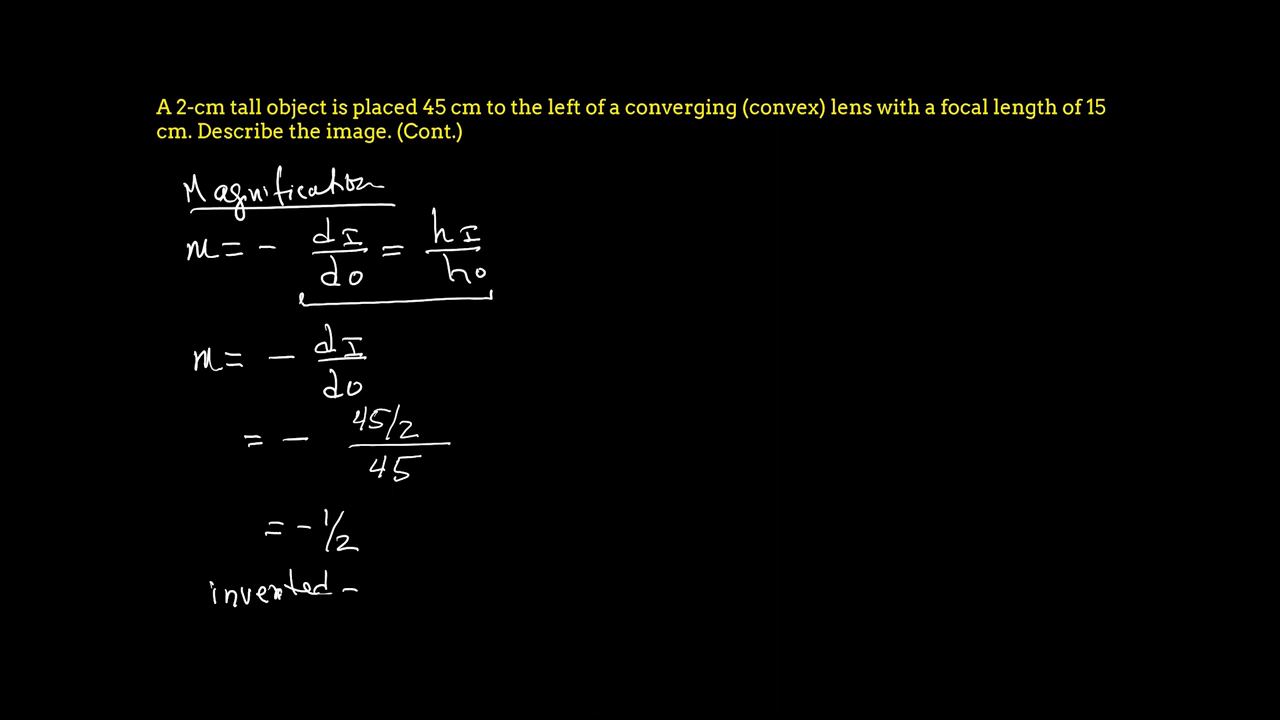 A 2-cm tall object is placed 45 cm to the left of a converging (convex) lens with a focal length of 15
cm. Describe the image. (Cont.)
Magnification
m = - dI/do = hI/ho
m = - dI/do
= - 45/2 / 45
= - 1/2
inverted -